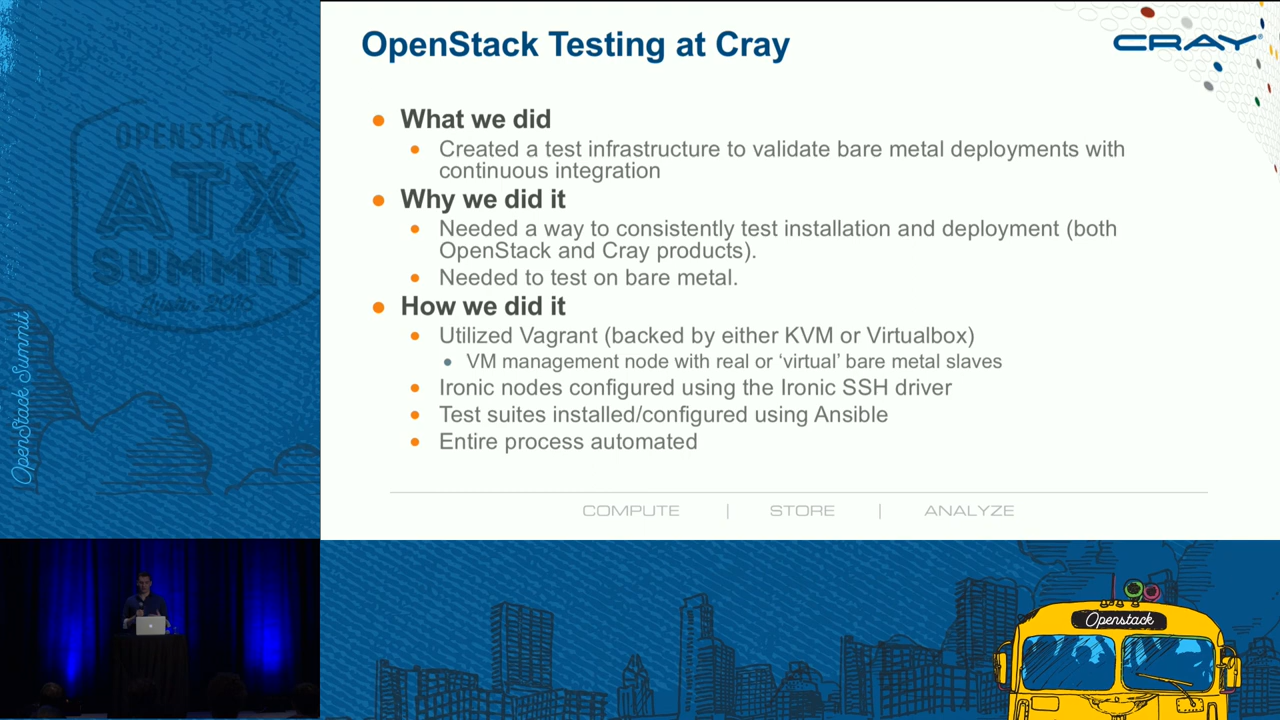 OpenStack Testing at Cray
CRAY
What we did
Created a test infrastructure to validate bare metal deployments with
continuous integration
Why we did it
Needed a way to consistently test installation and deployment (both
OpenStack and Cray products).
Needed to test on bare metal.
How we did it
Utilized Vagrant (backed by either KVM or Virtualbox)
VM management node with real or ‘virtual’ bare metal slaves
Ironic nodes configured using the Ironic SSH driver
Test suites installed/configured using Ansible
Entire process automated
COMPUTE | STORE | ANALYZE
OPENSTACK
ATX
SUMMIT
Austin 2016
OpenStack Summit
Openstack